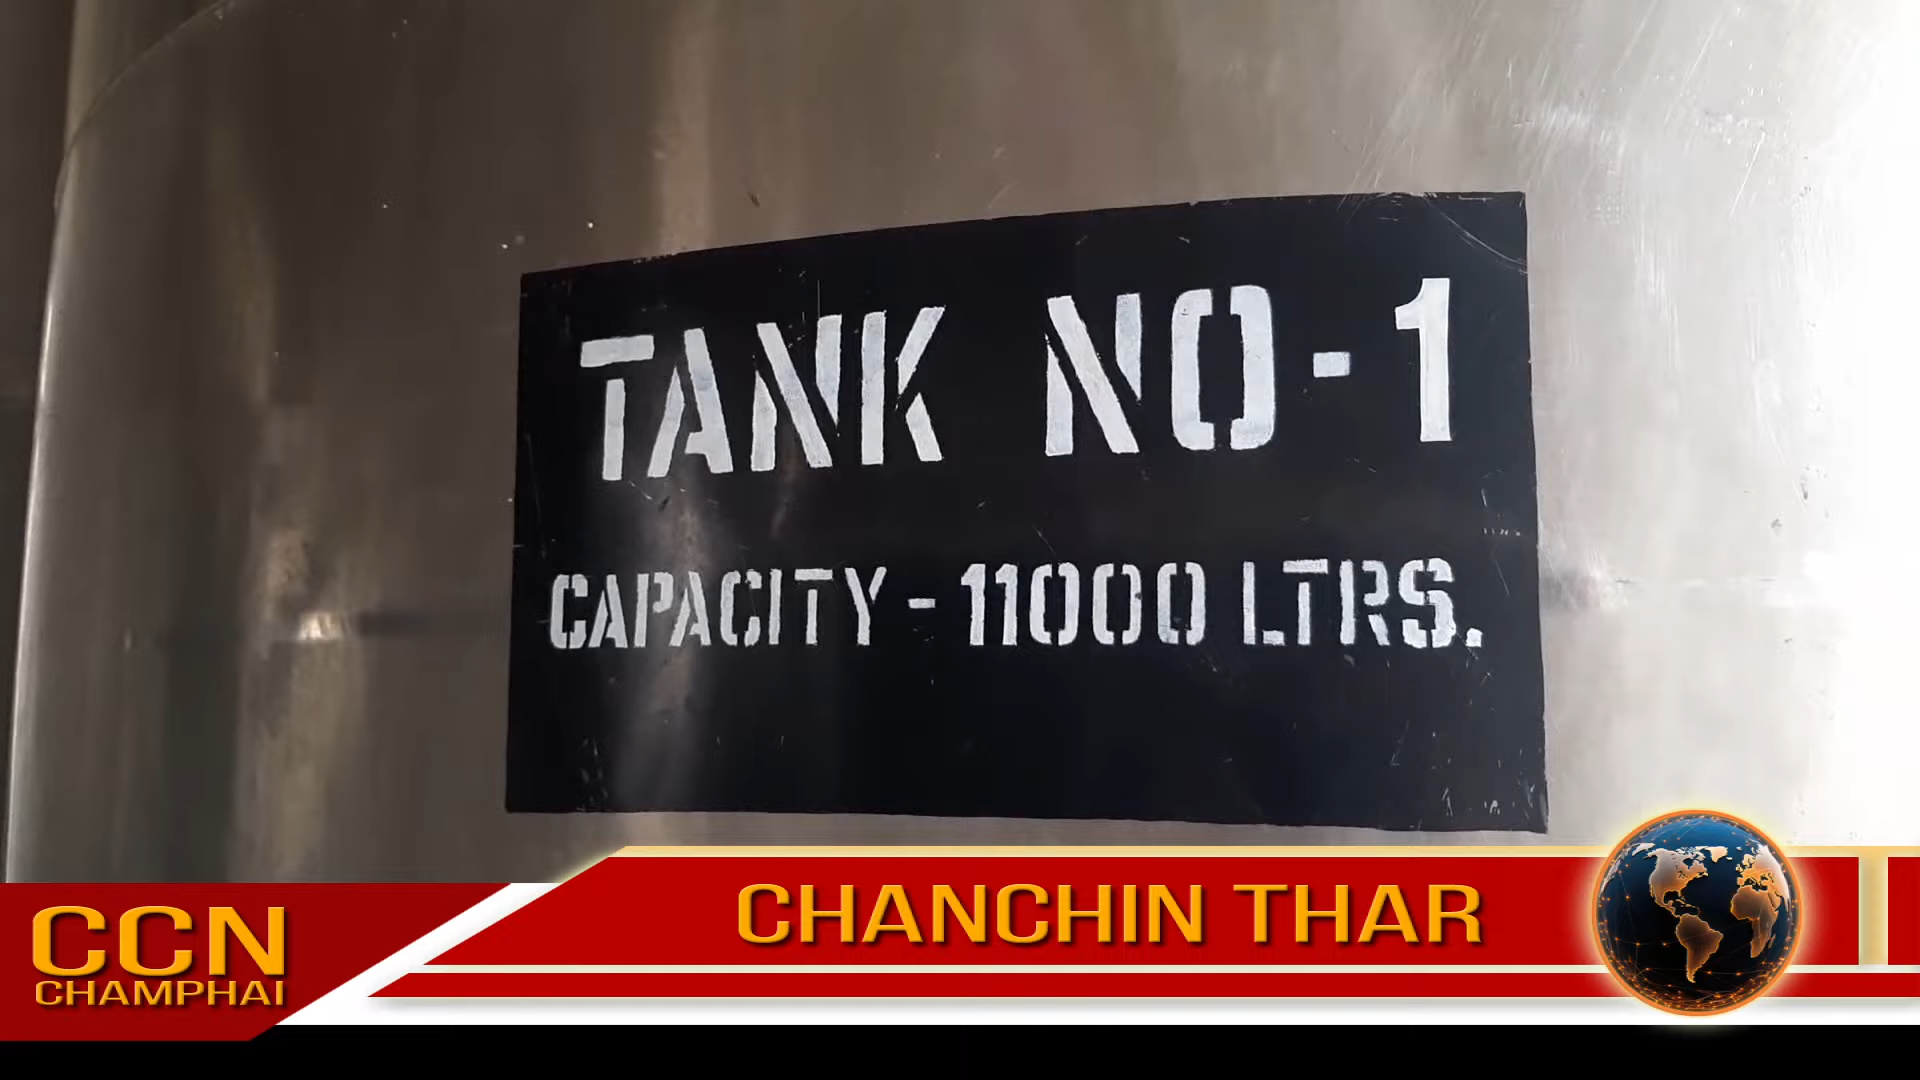 TANK NO-1
CAPACITY - 11000 LTRS.
CHANCHIN THAR
CCN
CHAMPHAI